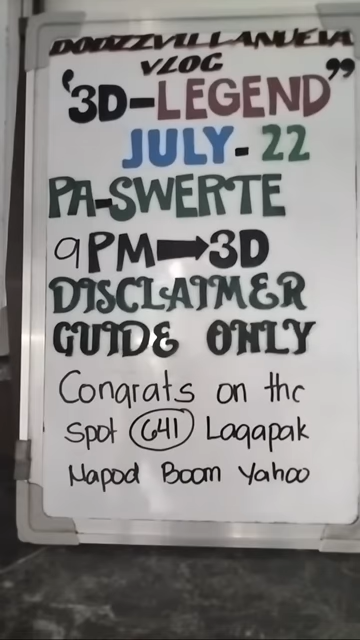 DODZZVILLANUEVA
VLOG
"3D-LEGEND"
JULY-22
PA-SWERTE
9PM➡3D
DISCLAIMER
GUIDE ONLY
Congrats on the
spot 641 Lagapak
Napod Boom Yahoo